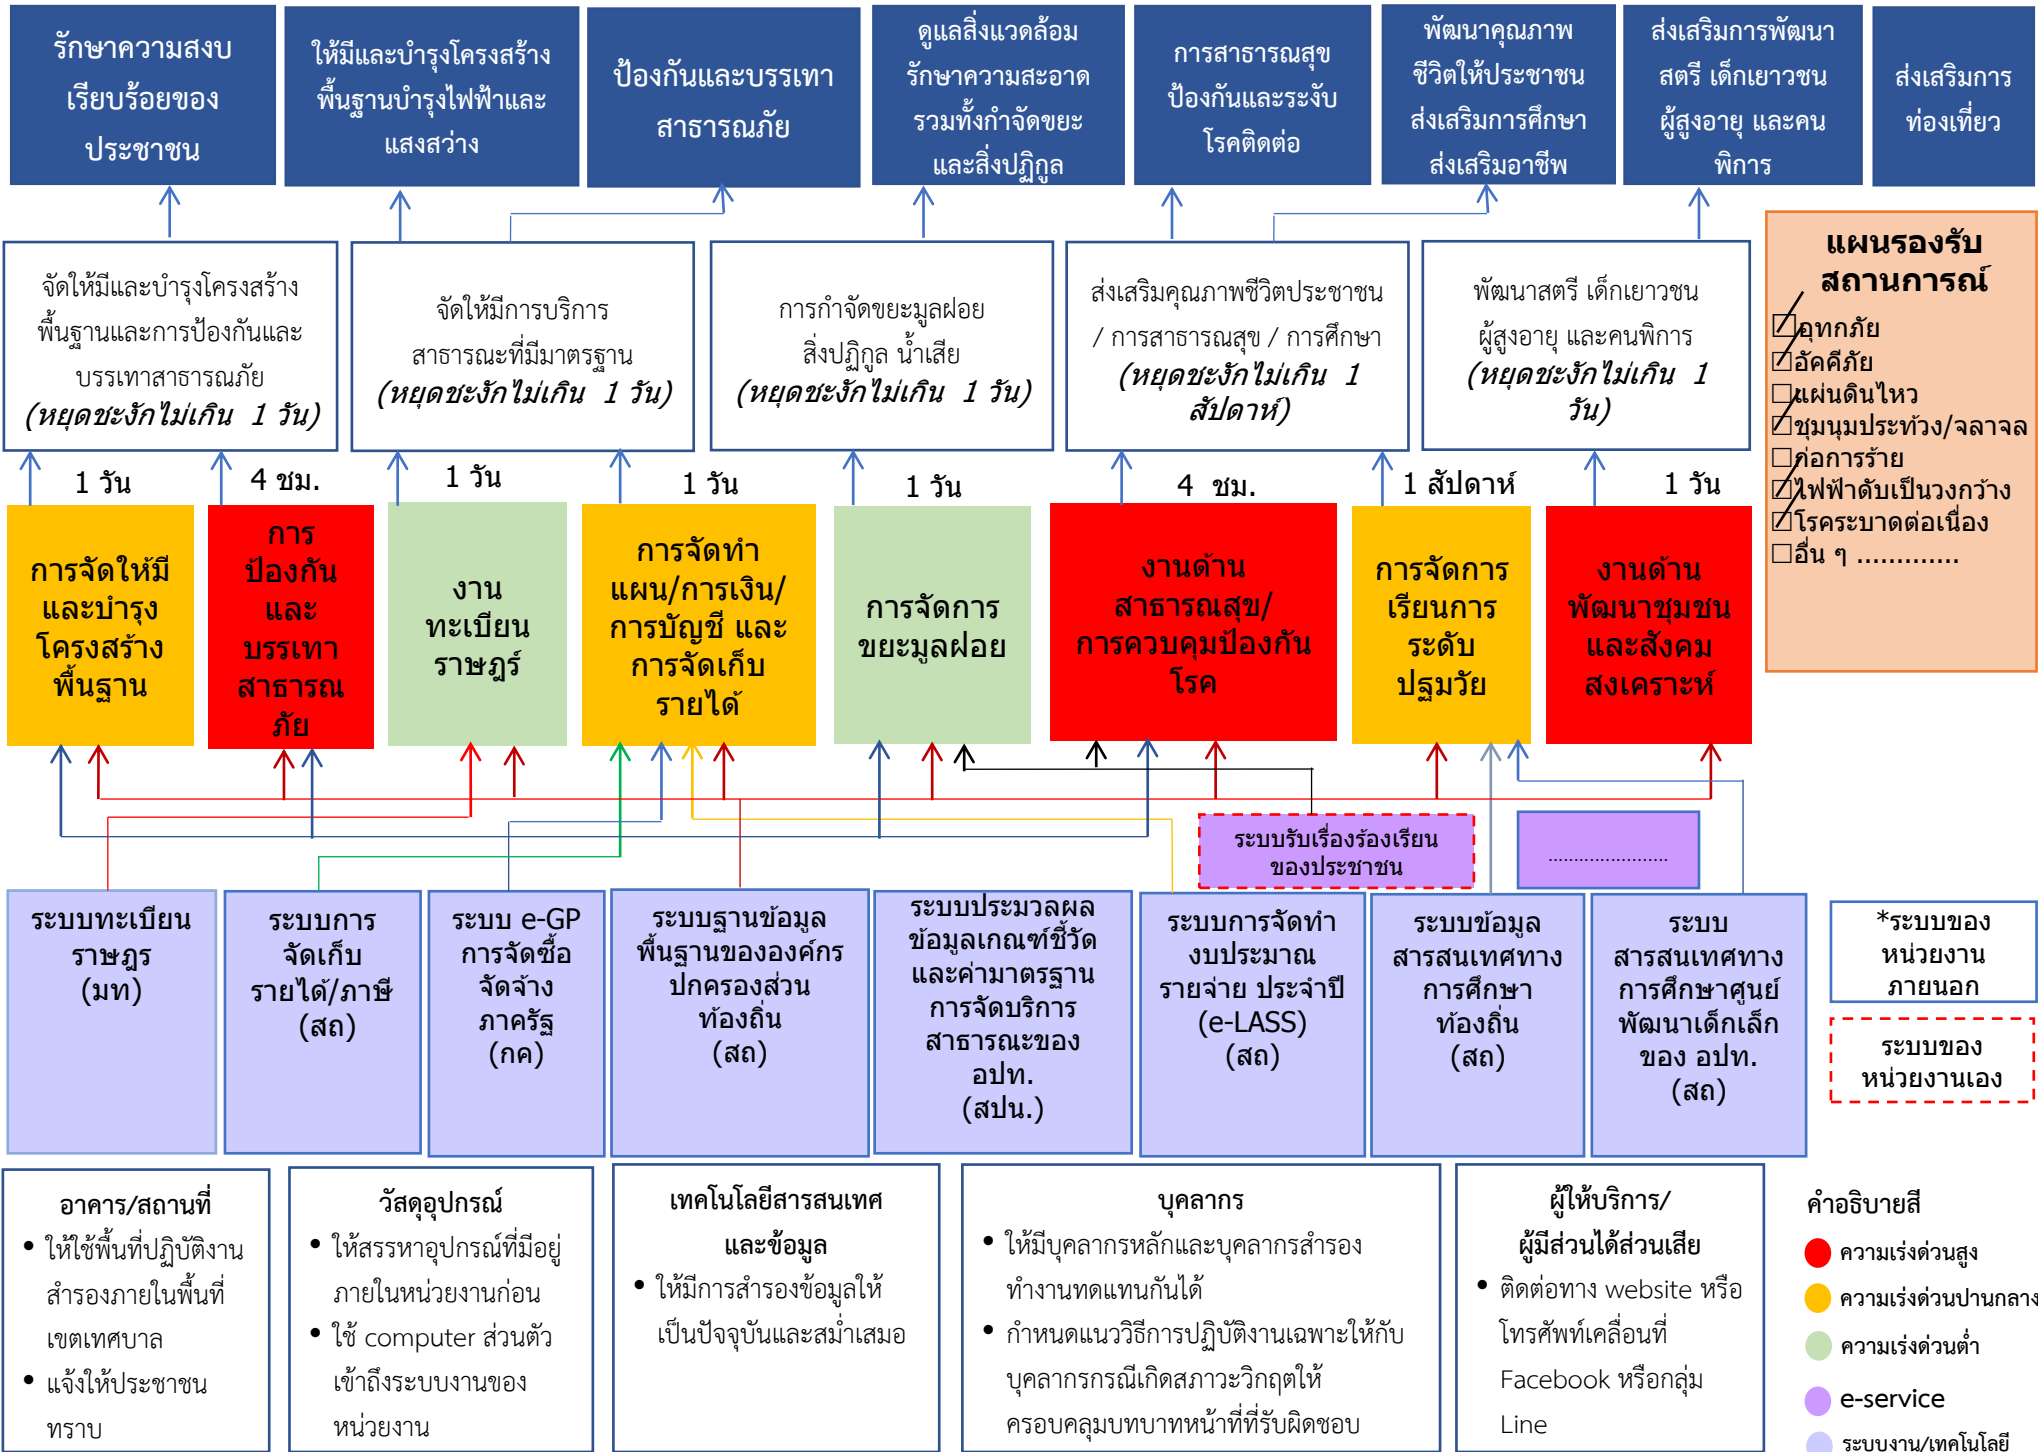 รักษาความสงบ
เรียบร้อยของ
ประชาชน
ให้มีและบำรุงโครงสร้าง
พื้นฐานบำรุงไฟฟ้าและ
แสงสว่าง
ป้องกันและบรรเทา
สาธารณภัย
ดูแลสิ่งแวดล้อม
รักษาความสะอาด
รวมทั้งกำจัดขยะ
และสิ่งปฏิกูล
การสาธารณสุข
ป้องกันและระงับ
โรคติดต่อ
พัฒนาคุณภาพ
ชีวิตให้ประชาชน
ส่งเสริมการศึกษา
ส่งเสริมอาชีพ
ส่งเสริมการพัฒนา
สตรี เด็กเยาวชน
ผู้สูงอายุ และคน
พิการ
ส่งเสริมการ
ท่องเที่ยว
จัดให้มีและบำรุงโครงสร้าง
พื้นฐานและการป้องกันและ
บรรเทาสาธารณภัย
(หยุดชะงักไม่เกิน 1 วัน)
จัดให้มีการบริการ
สาธารณะที่มีมาตรฐาน
(หยุดชะงักไม่เกิน 1 วัน)
การกำจัดขยะมูลฝอย
สิ่งปฏิกูล น้ำเสีย
(หยุดชะงักไม่เกิน 1 วัน)
ส่งเสริมคุณภาพชีวิตประชาชน
/ การสาธารณสุข / การศึกษา
(หยุดชะงักไม่เกิน 1
สัปดาห์)
พัฒนาสตรี เด็กเยาวชน
ผู้สูงอายุ และคนพิการ
(หยุดชะงักไม่เกิน 1
วัน)
แผนรองรับ
สถานการณ์
☐อุทกภัย
☐อัคคีภัย
☐แผ่นดินไหว
☐ชุมนุมประท้วง/จลาจล
☐ก่อการร้าย
☐ไฟฟ้าดับเป็นวงกว้าง
☐โรคระบาดต่อเนื่อง
☐อื่น ๆ .............
1 วัน
4 ชม.
1 วัน
1 วัน
1 วัน
4 ชม.
1 สัปดาห์
1 วัน
การจัดให้มี
และบำรุง
โครงสร้าง
พื้นฐาน
การ
ป้องกัน
และ
บรรเทา
สาธารณ
ภัย
งาน
ทะเบียน
ราษฎร์
การจัดทำ
แผน/การเงิน/
การบัญชี และ
การจัดเก็บ
รายได้
การจัดการ
ขยะมูลฝอย
งานด้าน
สาธารณสุข/
การควบคุมป้องกัน
โรค
การจัดการ
เรียนการ
ระดับ
ปฐมวัย
งานด้าน
พัฒนาชุมชน
และสังคม
สงเคราะห์
ระบบรับเรื่องร้องเรียน
ของประชาชน
.......................
ระบบทะเบียน
ราษฎร
(มท)
ระบบการ
จัดเก็บ
รายได้/ภาษี
(สถ)
ระบบ e-GP
การจัดซื้อ
จัดจ้าง
ภาครัฐ
(กค)
ระบบฐานข้อมูล
พื้นฐานขององค์กร
ปกครองส่วน
ท้องถิ่น
(สถ)
ระบบประมวลผล
ข้อมูลเกณฑ์ชี้วัด
และค่ามาตรฐาน
การจัดบริการ
สาธารณะของ
อปท.
(สปน.)
ระบบการจัดทำ
งบประมาณ
รายจ่าย ประจำปี
(e-LASS)
(สถ)
ระบบข้อมูล
สารสนเทศทาง
การศึกษา
ท้องถิ่น
(สถ)
ระบบ
สารสนเทศทาง
การศึกษาศูนย์
พัฒนาเด็กเล็ก
ของ อปท.
(สถ)
*ระบบของ
หน่วยงาน
ภายนอก
ระบบของ
หน่วยงานเอง
อาคาร/สถานที่
• ให้ใช้พื้นที่ปฏิบัติงาน
สำรองภายในพื้นที่
เขตเทศบาล
• แจ้งให้ประชาชน
ทราบ
วัสดุอุปกรณ์
• ให้สรรหาอุปกรณ์ที่มีอยู่
ภายในหน่วยงานก่อน
• ใช้ computer ส่วนตัว
เข้าถึงระบบงานของ
หน่วยงาน
เทคโนโลยีสารสนเทศ
และข้อมูล
• ให้มีการสำรองข้อมูลให้
เป็นปัจจุบันและสม่ำเสมอ
บุคลากร
• ให้มีบุคลากรหลักและบุคลากรสำรอง
ทำงานทดแทนกันได้
• กำหนดแนววิธีการปฏิบัติงานเฉพาะให้กับ
บุคลากรกรณีเกิดสภาวะวิกฤตให้
ครอบคลุมบทบาทหน้าที่ที่รับผิดชอบ
ผู้ให้บริการ/
ผู้มีส่วนได้ส่วนเสีย
• ติดต่อทาง website หรือ
โทรศัพท์เคลื่อนที่
Facebook หรือกลุ่ม
Line
คำอธิบายสี
ความเร่งด่วนสูง
ความเร่งด่วนปานกลาง
ความเร่งด่วนต่ำ
e-service
ระบบงาน/เทคโนโลยี